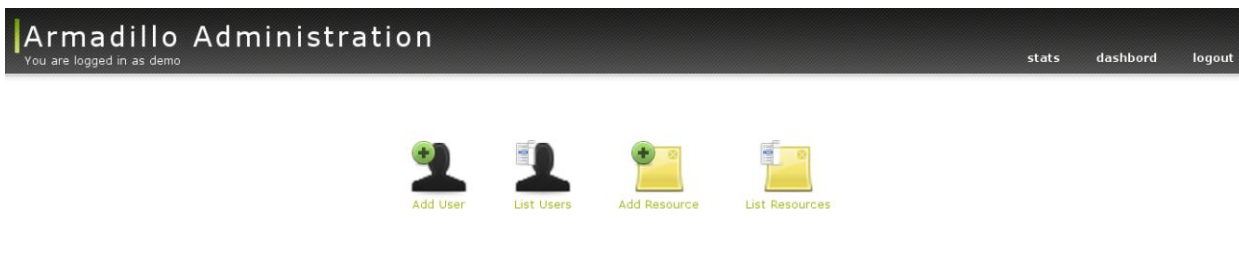 Armadillo Administration
You are logged in as demo
stats dashbord logout
Add User List Users Add Resource List Resources